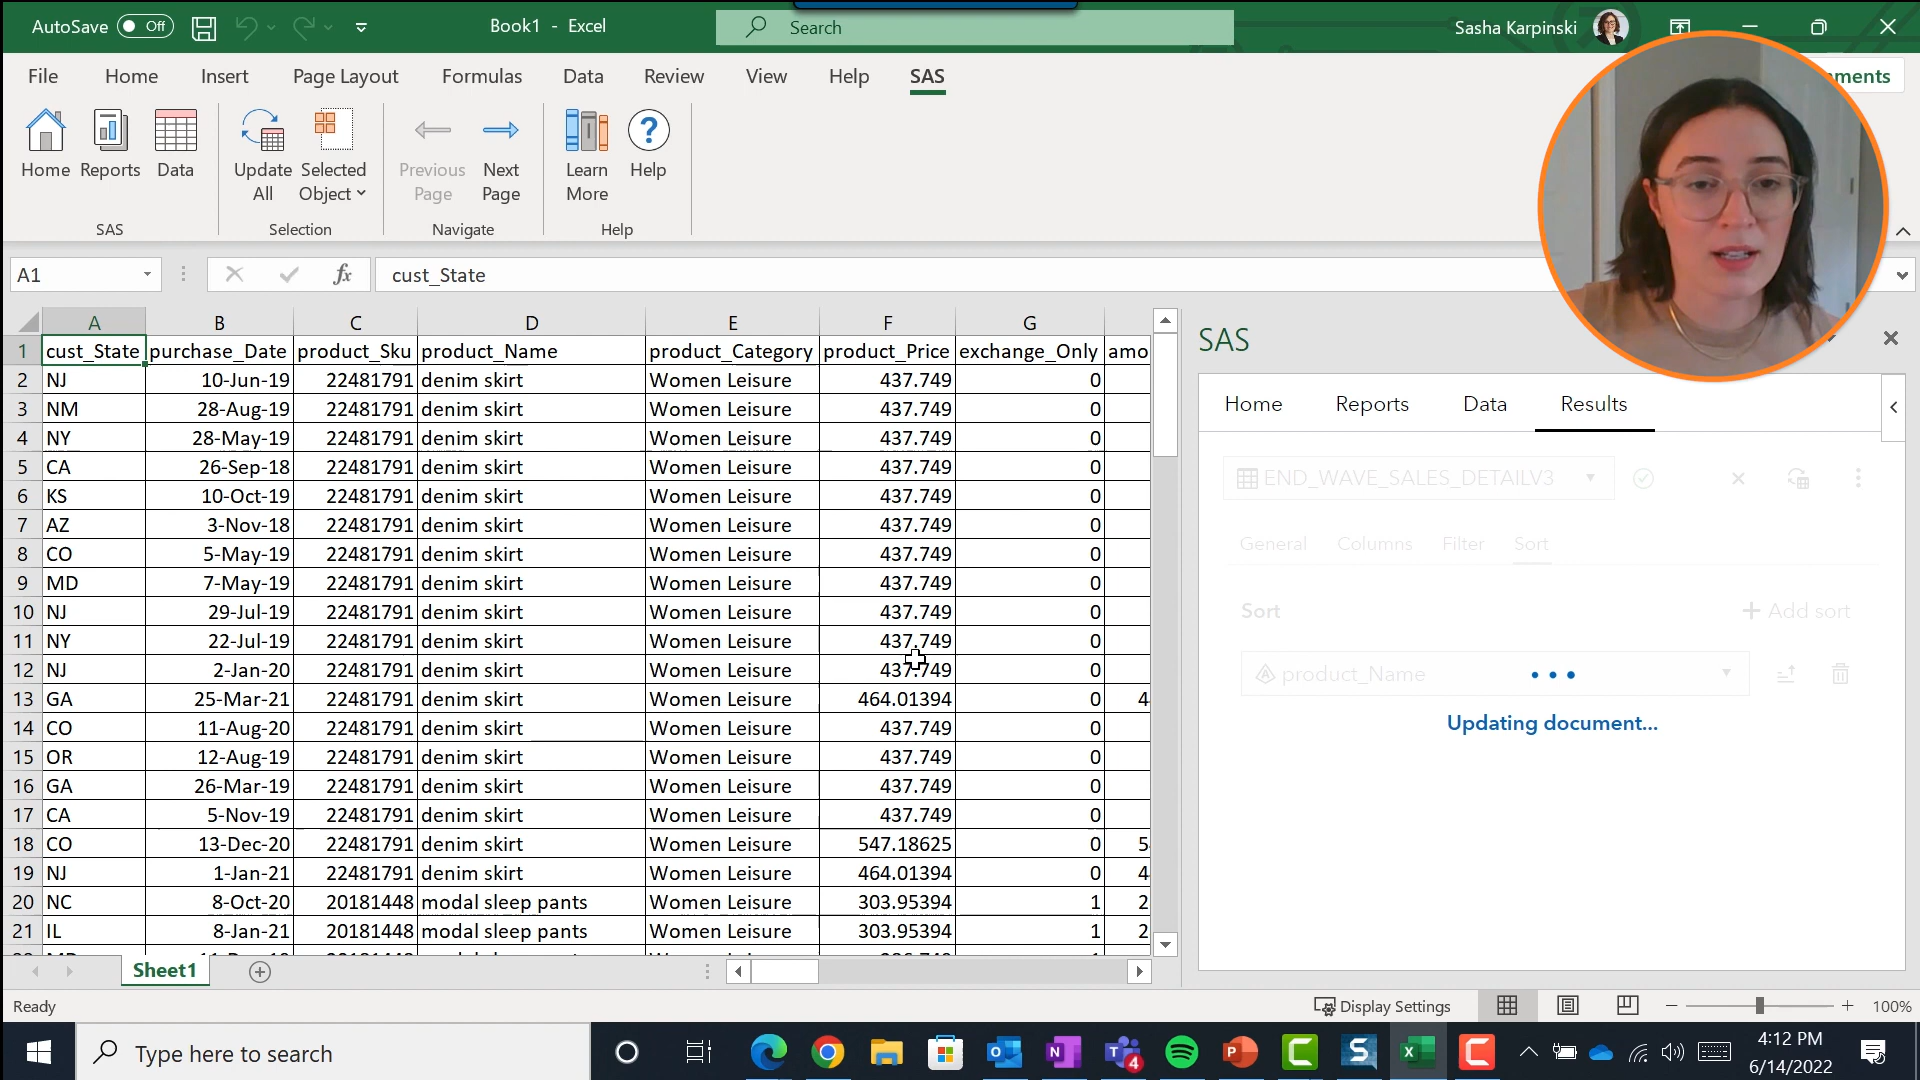 AutoSave Off
Book1 - Excel
Search
Sasha Karpinski
File Home Insert Page Layout Formulas Data Review View Help SAS
Home Reports Data
Update All
Selected Object
Previous Page
Next Page
Learn More
Help
SAS Selection Navigate Help
A1 fx cust_State
A B C D E F G
1 cust_State purchase_Date product_Sku product_Name product_Category product_Price exchange_Only amo
2 NJ 10-Jun-19 22481791 denim skirt Women Leisure 437.749 0
3 NM 28-Aug-19 22481791 denim skirt Women Leisure 437.749 0
4 NY 28-May-19 22481791 denim skirt Women Leisure 437.749 0
5 CA 26-Sep-18 22481791 denim skirt Women Leisure 437.749 0
6 KS 10-Oct-19 22481791 denim skirt Women Leisure 437.749 0
7 AZ 3-Nov-18 22481791 denim skirt Women Leisure 437.749 0
8 CO 5-May-19 22481791 denim skirt Women Leisure 437.749 0
9 MD 7-May-19 22481791 denim skirt Women Leisure 437.749 0
10 NJ 29-Jul-19 22481791 denim skirt Women Leisure 437.749 0
11 NY 22-Jul-19 22481791 denim skirt Women Leisure 437.749 0
12 NJ 2-Jan-20 22481791 denim skirt Women Leisure 437.749 0
13 GA 25-Mar-21 22481791 denim skirt Women Leisure 464.01394 0 4
14 CO 11-Aug-20 22481791 denim skirt Women Leisure 437.749 0
15 OR 12-Aug-19 22481791 denim skirt Women Leisure 437.749 0
16 GA 26-Mar-19 22481791 denim skirt Women Leisure 437.749 0
17 CA 5-Nov-19 22481791 denim skirt Women Leisure 437.749 0
18 CO 13-Dec-20 22481791 denim skirt Women Leisure 547.18625 0 5
19 NJ 1-Jan-21 22481791 denim skirt Women Leisure 464.01394 0 4
20 NC 8-Oct-20 20181448 modal sleep pants Women Leisure 303.95394 1 2
21 IL 8-Jan-21 20181448 modal sleep pants Women Leisure 303.95394 1 2
SAS
Home Reports Data Results
END_WAVE_SALES_DETAILV3
General Columns Filter Sort
Sort + Add sort
product_Name
Updating document...
Sheet1
Ready
Display Settings
100%
Type here to search
4
4:12 PM
6/14/2022